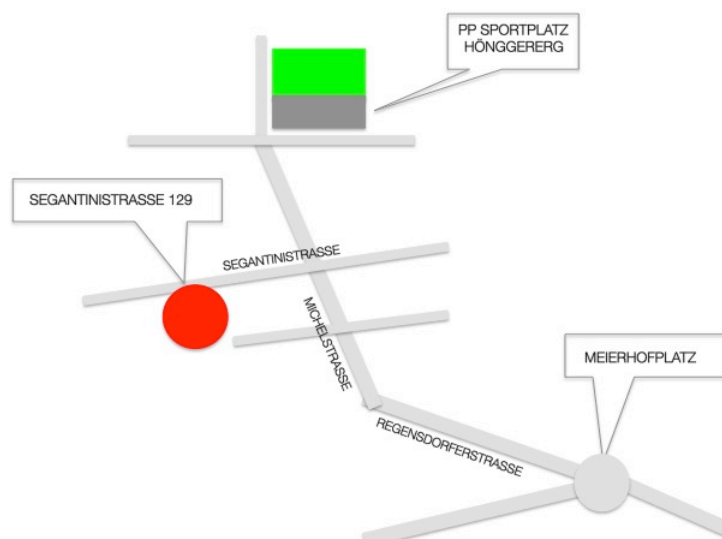 PP SPORTPLATZ
HÖNGGERERG
SEGANTINISTRASSE 129
SEGANTINISTRASSE
MICHELSTRASSE
MEIERHOFPLATZ
REGENSDORFERSTRASSE